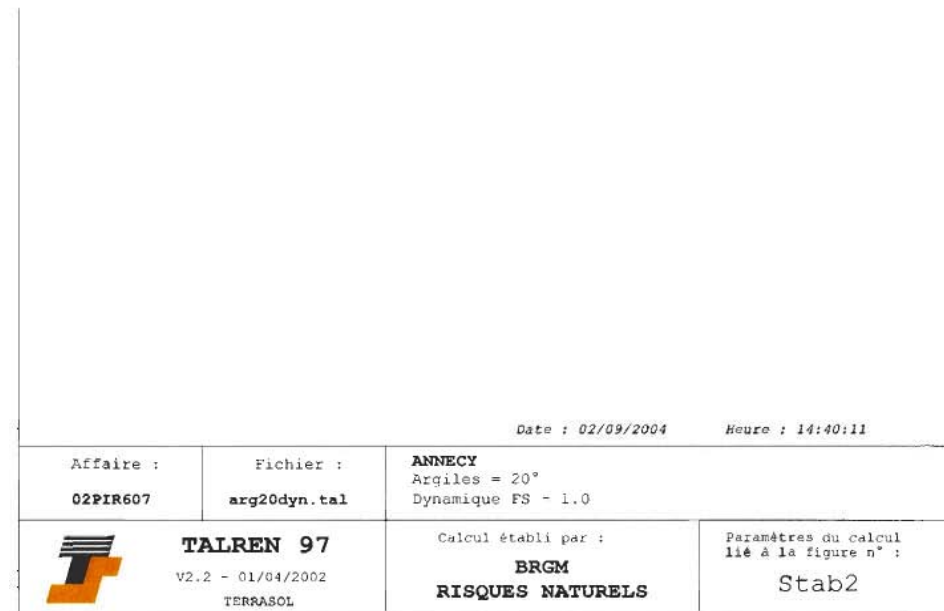 Date : 02/09/2004 Heure : 14:40:11
Affaire :
02PIR607
Fichier :
arg20dyn.tal
ANNECY
Argiles = 20°
Dynamique FS - 1.0
TALREN 97
V2.2 - 01/04/2002
TERRASOL
Calcul établi par :
BRGM
RISQUES NATURELS
Paramètres du calcul
lié à la figure n° :
Stab2